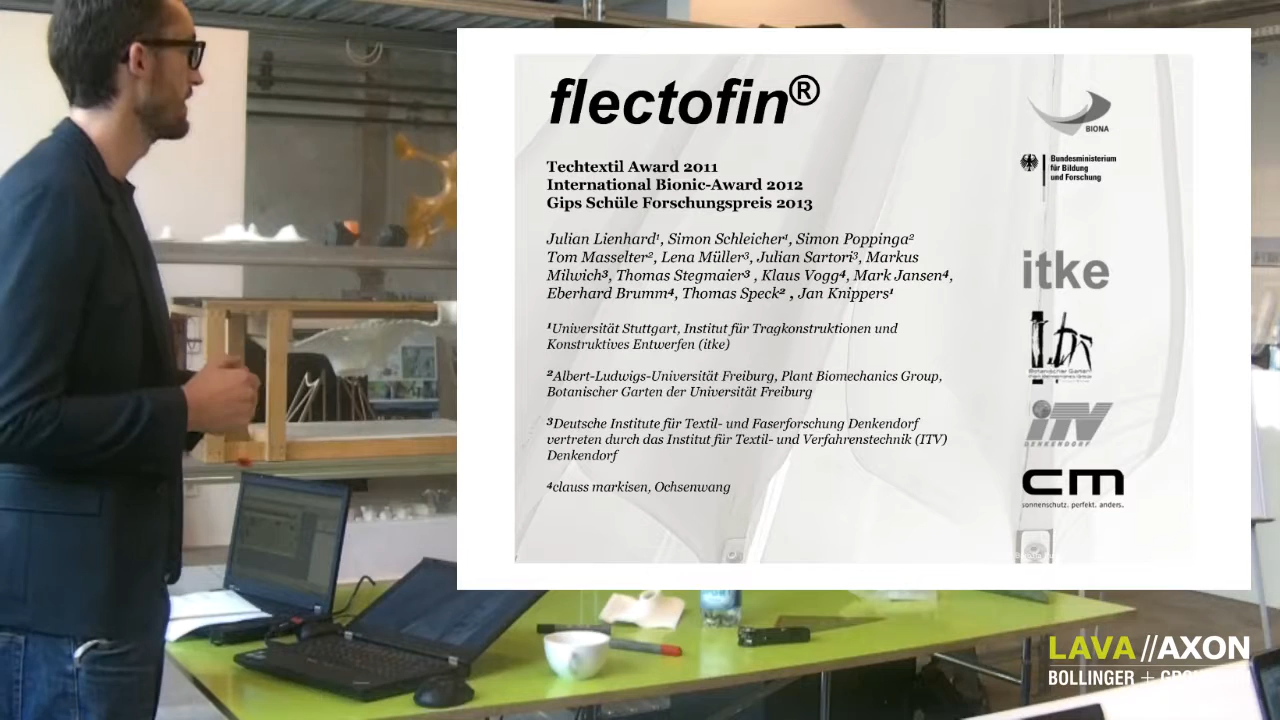 flectofin®
Techtextil Award 2011
International Bionic-Award 2012
Gips Schüle Forschungspreis 2013
Julian Lienhard¹, Simon Schleicher¹, Simon Poppinga²
Tom Masselter², Lena Müller³, Julian Sartori³, Markus
Milwich³, Thomas Stegmaier³ , Klaus Vogg⁴, Mark Jansen⁴,
Eberhard Brumm⁴, Thomas Speck² , Jan Knippers¹
¹Universität Stuttgart, Institut für Tragkonstruktionen und
Konstruktives Entwerfen (itke)
²Albert-Ludwigs-Universität Freiburg, Plant Biomechanics Group,
Botanischer Garten der Universität Freiburg
³Deutsche Institute für Textil- und Faserforschung Denkendorf
vertreten durch das Institut für Textil- und Verfahrenstechnik (ITV)
Denkendorf
⁴clauss markisen, Ochsenwang
BIONA
Bundesministerium
für Bildung
und Forschung
itke
Botanischer Garten
Plant Biomechanics Group
iTV
DENKENDORF
cm
sonnenschutz. perfekt. anders.
LAVA //AXON
BOLLINGER +